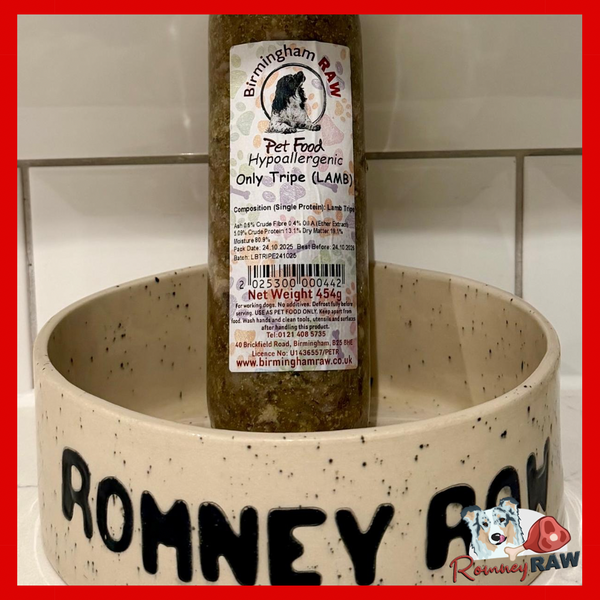 Birmingham RAW
Pet Food
Hypoallergenic
Only Tripe (LAMB)
Composition (Single Protein): Lamb Tripe
Ash 0.6% Crude Fibre 0.4% Oil A (Ether Extract)
5.09% Crude Protein 13.1% Dry Matter 19.1%
Moisture 80.9%
Pack Date: 24.10.2025 Best Before: 24.10.2026
Batch: LBTRIPE241025
2 025300 000442
Net Weight 454g
For working dogs. No additives. Defrost fully before
serving. USE AS PET FOOD ONLY. Keep apart from
food. Wash hands and clean tools, utensils and surfaces
after handling this product.
Tel:0121 408 5735
40 Brickfield Road, Birmingham, B25 8HE
Licence No: U1436557/PETF
www.birminghamraw.co.uk
ROMNEY RAW
Romney RAW